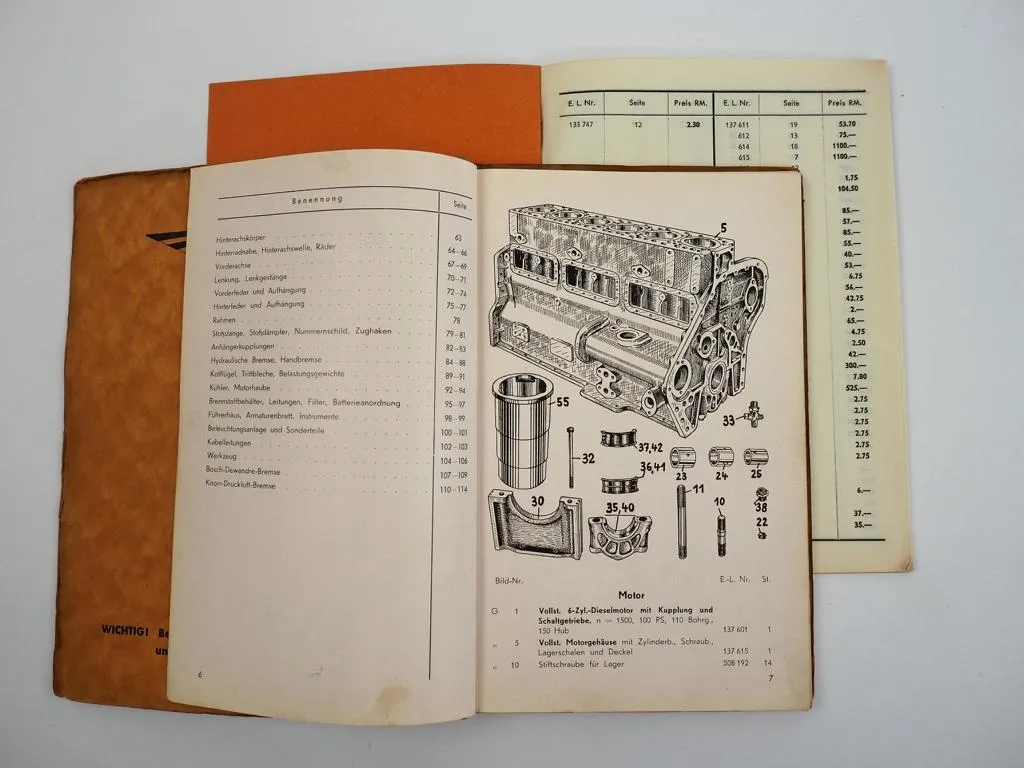 E. L. Nr. Seite Preis RM. E. L. Nr. Seite Preis RM.
133 747 12 2.30 137 611 19 53.70
612 13 75.—
614 18 1100.—
615 7 1100.—
1.75
104.50
85.—
57.—
85.—
55.—
40.—
53.—
6.75
56.—
42.75
2.—
65.—
4.75
2.50
42.—
300.—
7.80
525.—
2.75
2.75
2.75
2.75
2.75
2.75
6.—
37.—
35.—
WICHTIG!
un
Benennung Seite
Hinterachskörper 63
Hinterradnabe, Hinterachswelle, Räder 64—66
Vorderachse 67—69
Lenkung, Lenkgestänge 70—71
Vorderfeder und Aufhängung 72—74
Hinterfeder und Aufhängung 75—77
Rahmen 78
Stoßstange, Stoßdämpfer, Nummernschild, Zughaken 79—81
Anhängerkupplungen 82—83
Hydraulische Bremse, Handbremse 84—88
Kotflügel, Trittbleche, Belastungsgewichte 89—91
Kühler, Motorhaube 92—94
Brennstoffbehälter, Leitungen, Filter, Batterieanordnung 95—97
Führerhaus, Armaturenbrett, Instrumente 98—99
Beleuchtungsanlage und Sonderteile 100—101
Kabelleitungen 102—103
Werkzeug 104—106
Bosch-Dewandre-Bremse 107—109
Knorr-Druckluft-Bremse 110—114
6
5
55
33
37,42
32
36,41
23 24 25
11
30
35,40
10
38
22
Bild-Nr. E.-L. Nr. St.
Motor
G 1 Vollst. 6-Zyl.-Dieselmotor mit Kupplung und
Schaltgetriebe, n = 1500, 100 PS, 110 Bohrg.,
150 Hub 137 601 1
„ 5 Vollst. Motorgehäuse mit Zylinderb., Schraub.,
Lagerschalen und Deckel 137 615 1
„ 10 Stiftschraube für Lager 508 192 14
7